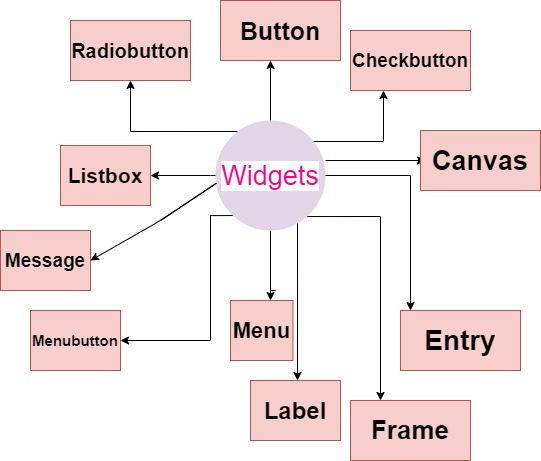 Button
Radiobutton
Checkbutton
Canvas
Listbox
Widgets
Message
Menu
Menubutton
Entry
Label
Frame